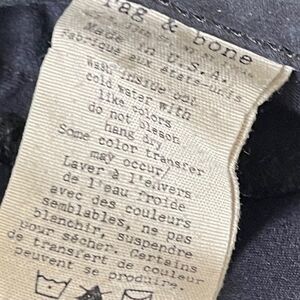 rag & bone
Made in U.S.A.
Fabriqué aux états-unis
wash inside out
cold water with
like colors
do not bleach
hang dry
Some color transfer
may occur/
Laver à l'envers
de l'eau froide
avec des couleurs
semblables, ne pas
blanchir, suspendre
pour sécher. Certains
de transfert de couleur
peuvent se produire.